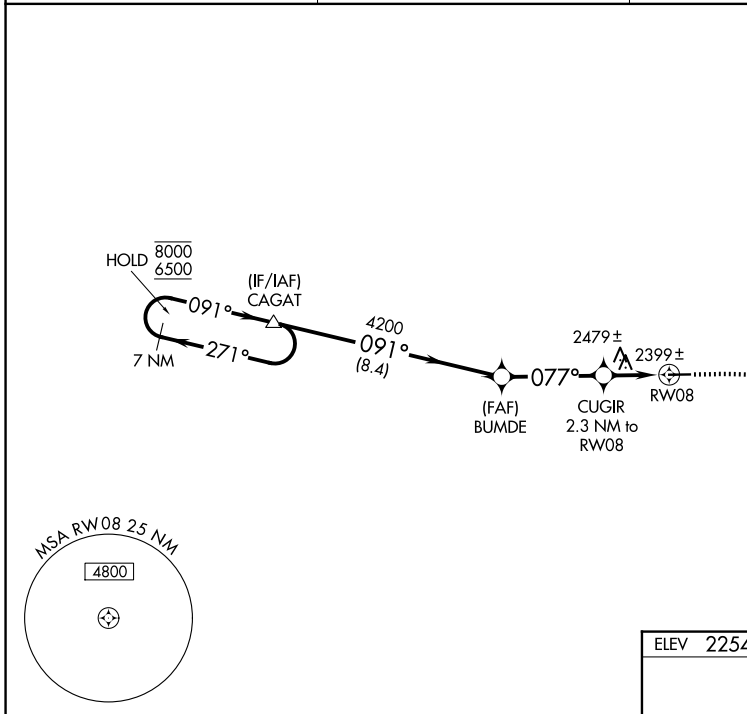 HOLD 8000
6500
(IF/IAF)
CAGAT
091°
271°
7 NM
4200
091°
(8.4)
(FAF)
BUMDE
077°
2479±
2399±
CUGIR
2.3 NM to
RW08
RW08
MSA RW08 25 NM
4800
ELEV 2254